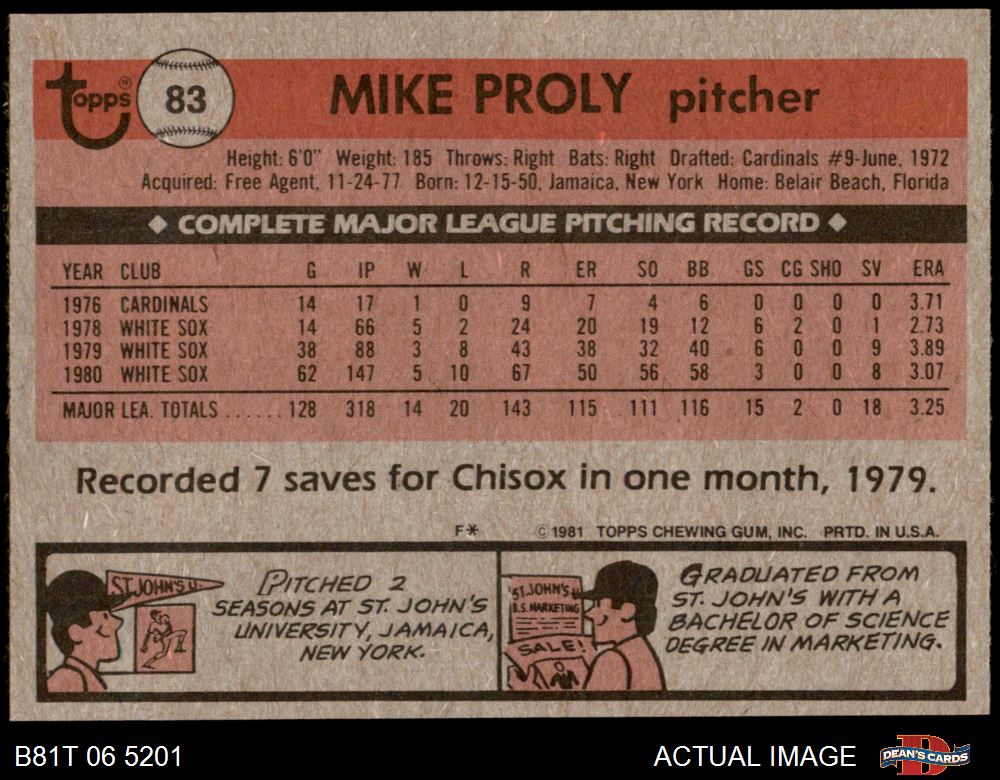 Topps
83
MIKE PROLY pitcher
Height: 6'0" Weight: 185 Throws: Right Bats: Right Drafted: Cardinals #9-June, 1972
Acquired: Free Agent, 11-24-77 Born: 12-15-50, Jamaica, New York Home: Belair Beach, Florida
◆ COMPLETE MAJOR LEAGUE PITCHING RECORD ◆
YEAR CLUB G IP W L R ER SO BB GS CG SHO SV ERA
1976 CARDINALS 14 17 1 0 9 7 4 6 0 0 0 0 3.71
1978 WHITE SOX 14 66 5 2 24 20 19 12 6 2 0 1 2.73
1979 WHITE SOX 38 88 3 8 43 38 32 40 6 0 0 9 3.89
1980 WHITE SOX 62 147 5 10 67 50 56 58 3 0 0 8 3.07
MAJOR LEA. TOTALS ...... 128 318 14 20 143 115 111 116 15 2 0 18 3.25
Recorded 7 saves for Chisox in one month, 1979.
F* © 1981 TOPPS CHEWING GUM, INC. PRTD. IN U.S.A.
ST. JOHN'S U.
PITCHED 2
SEASONS AT ST. JOHN'S
UNIVERSITY, JAMAICA,
NEW YORK.
ST. JOHN'S U
B.S. MARKETING
SALE!
GRADUATED FROM
ST. JOHN'S WITH A
BACHELOR OF SCIENCE
DEGREE IN MARKETING.
B81T 06 5201
ACTUAL IMAGE
DEAN'S CARDS